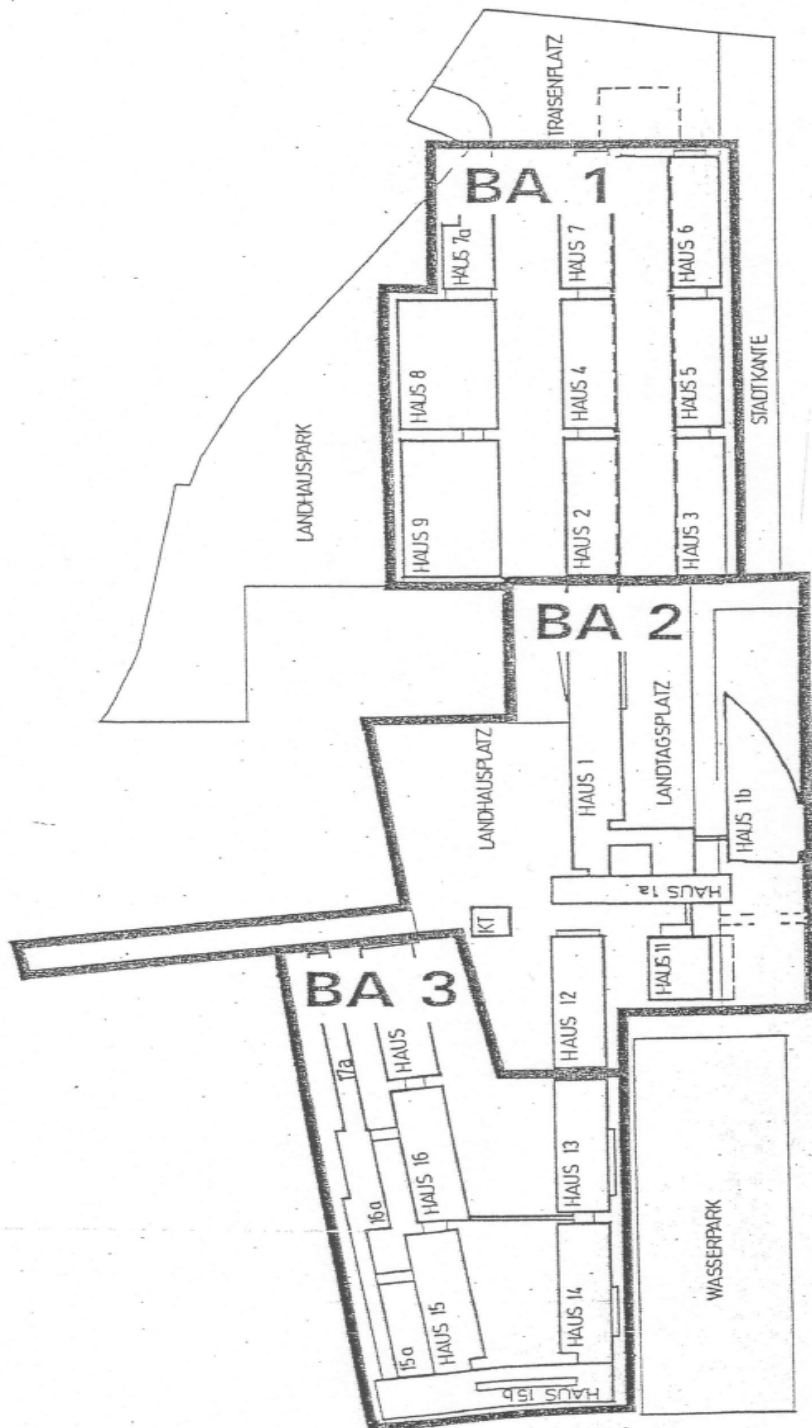 TRAISENPLATZ
BA 1
HAUS 7a
HAUS 7
HAUS 6
LANDHAUSPARK
HAUS 8
HAUS 4
HAUS 5
STADTKANTE
HAUS 9
HAUS 2
HAUS 3
BA 2
LANDHAUSPLATZ
HAUS 1
LANDTAGSPLATZ
HAUS 1b
HAUS 1a
KT
HAUS 11
HAUS 12
BA 3
17a
HAUS
16a
HAUS 16
HAUS 13
15a
HAUS 15
HAUS 14
HAUS 15b
WASSERPARK